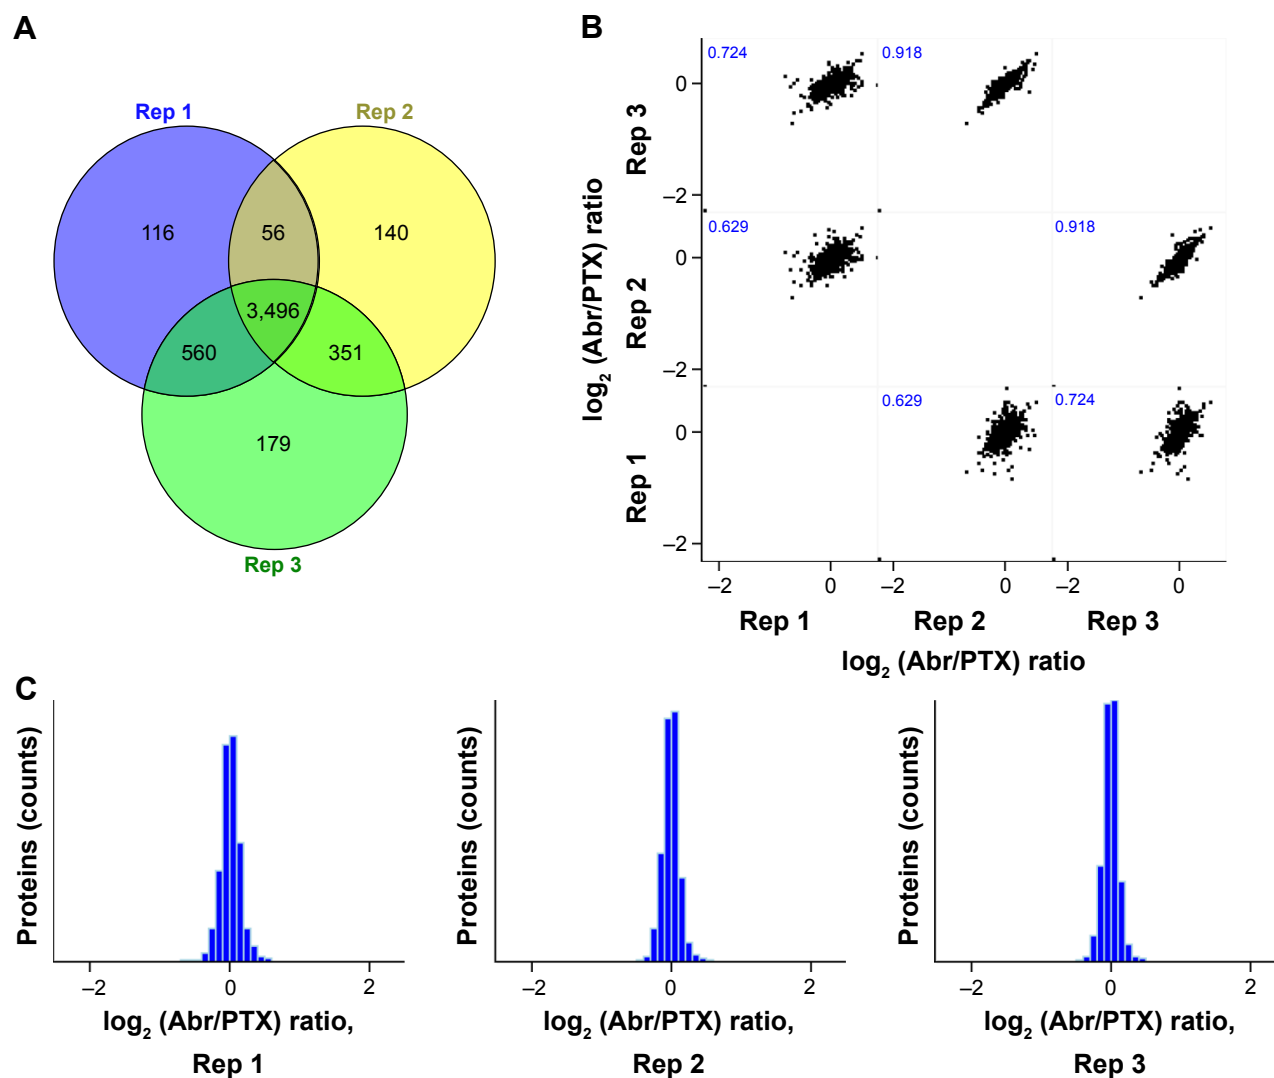 A
Rep 1
Rep 2
116
56
140
3,496
560
351
179
Rep 3
B
log2 (Abr/PTX) ratio
Rep 3
0
–2
0.724
0.918
Rep 2
0
–2
0.629
0.918
Rep 1
0
–2
0.629
0.724
–2 0 –2 0 –2 0
Rep 1 Rep 2 Rep 3
log2 (Abr/PTX) ratio
C
Proteins (counts)
–2 0 2
log2 (Abr/PTX) ratio,
Rep 1
Proteins (counts)
–2 0 2
log2 (Abr/PTX) ratio,
Rep 2
Proteins (counts)
–2 0 2
log2 (Abr/PTX) ratio,
Rep 3